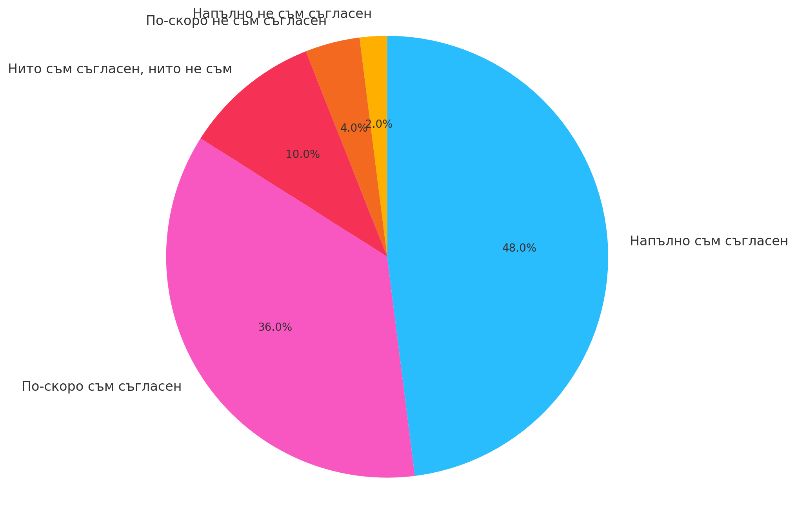 Напълно не съм съгласен
По-скоро не съм съгласен
Нито съм съгласен, нито не съм
2.0%
4.0%
10.0%
Напълно съм съгласен
48.0%
36.0%
По-скоро съм съгласен